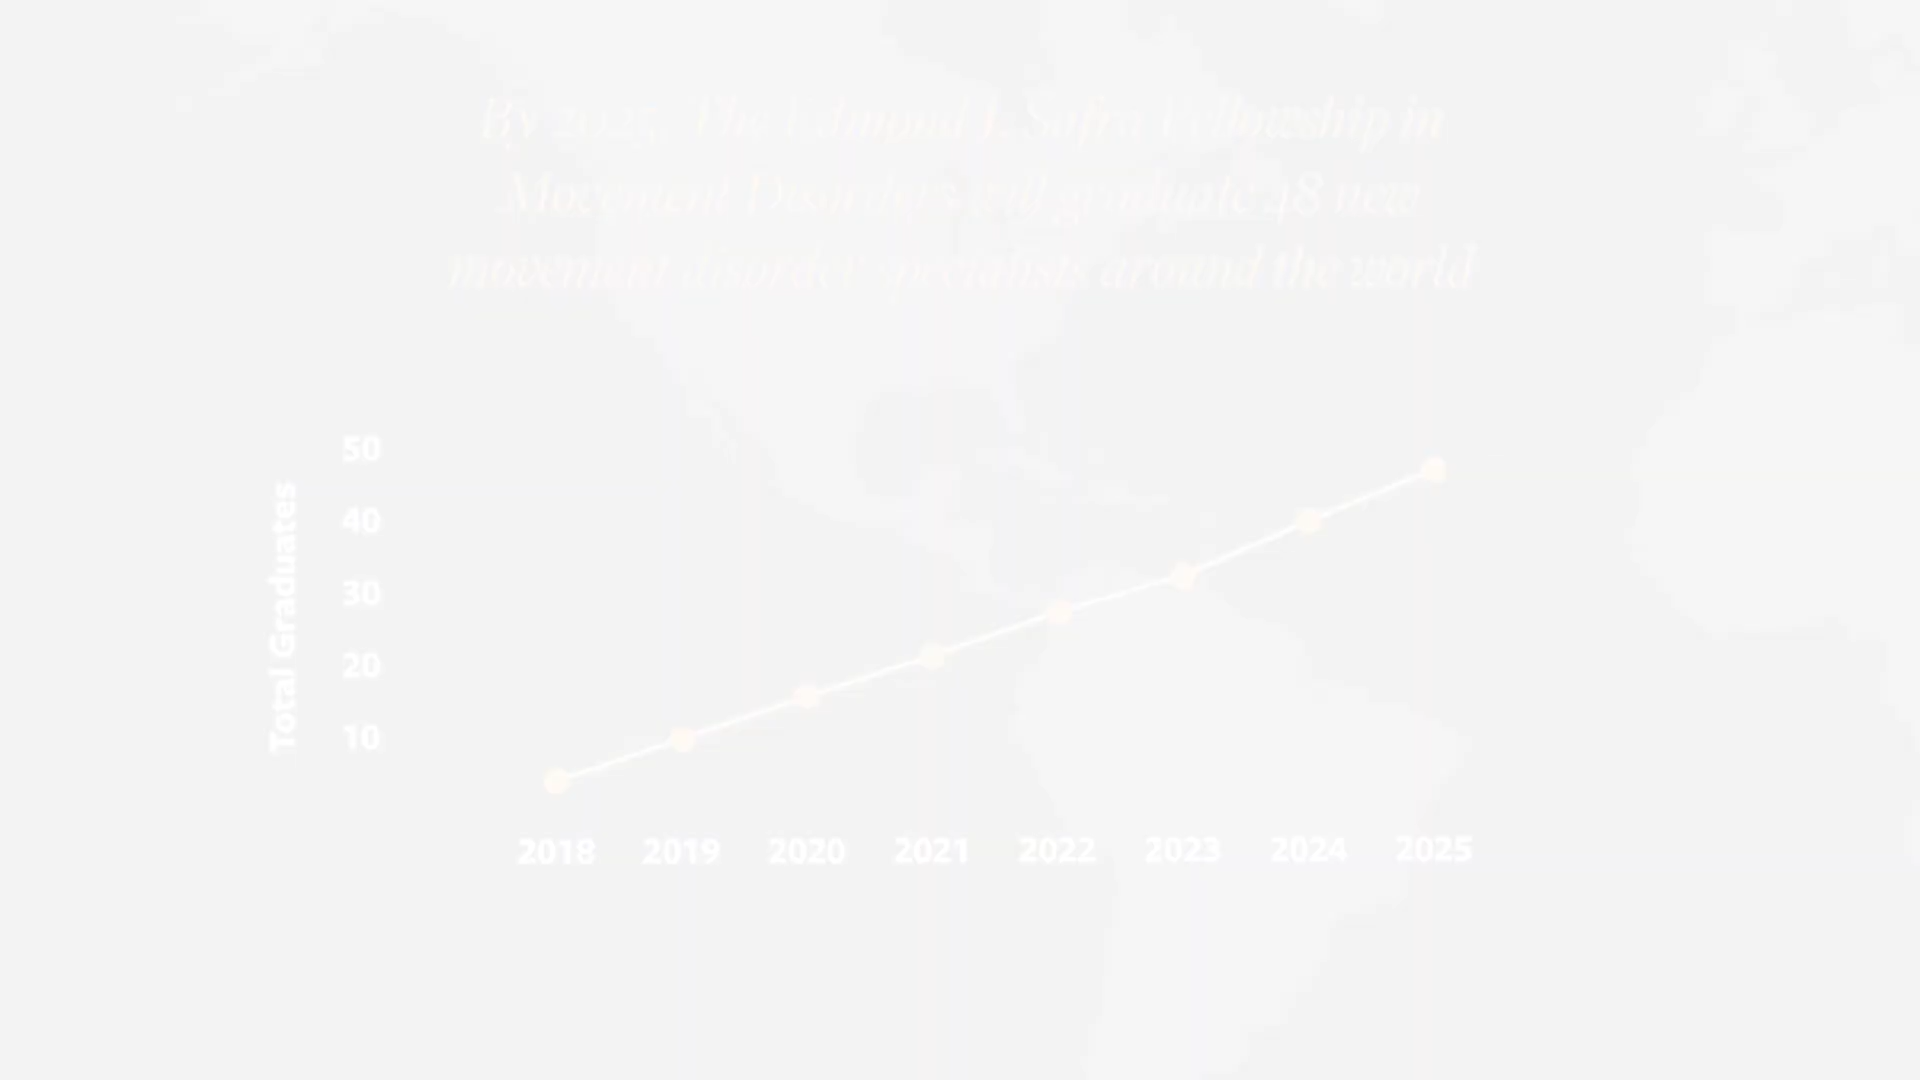 By 2025, The Edmond J. Safra Fellowship in
Movement Disorders will graduate 48 new
movement disorder specialists around the world
50
40
30
20
10
Total Graduates
2018 2019 2020 2021 2022 2023 2024 2025